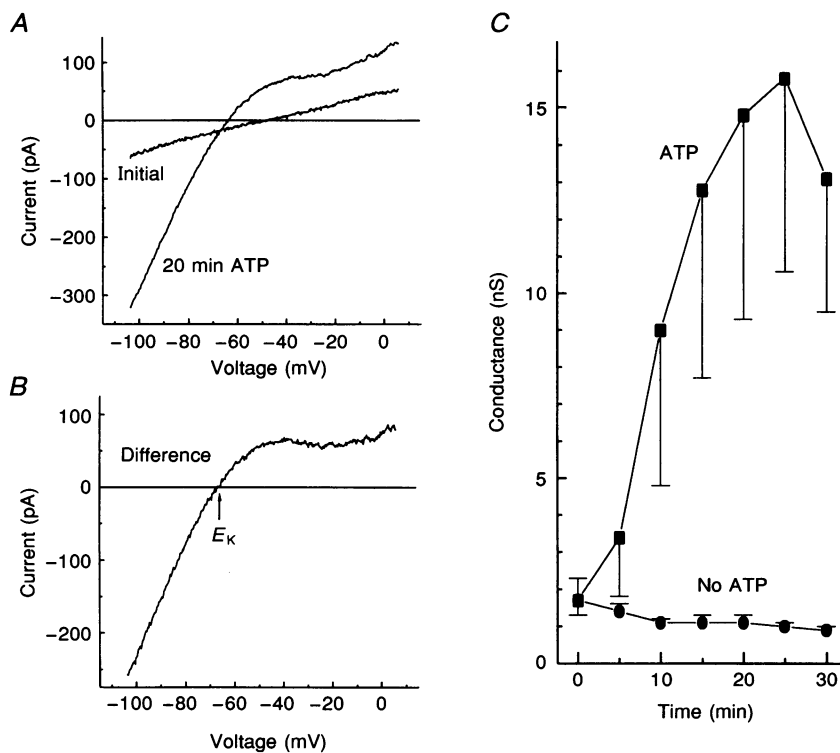 A
100
0
−100
−200
−300
Current (pA)
Initial
20 min ATP
−100 −80 −60 −40 −20 0
Voltage (mV)
B
100
0
−100
−200
Current (pA)
Difference
EK
−100 −80 −60 −40 −20 0
Voltage (mV)
C
15
10
5
0
Conductance (nS)
ATP
No ATP
0 10 20 30
Time (min)